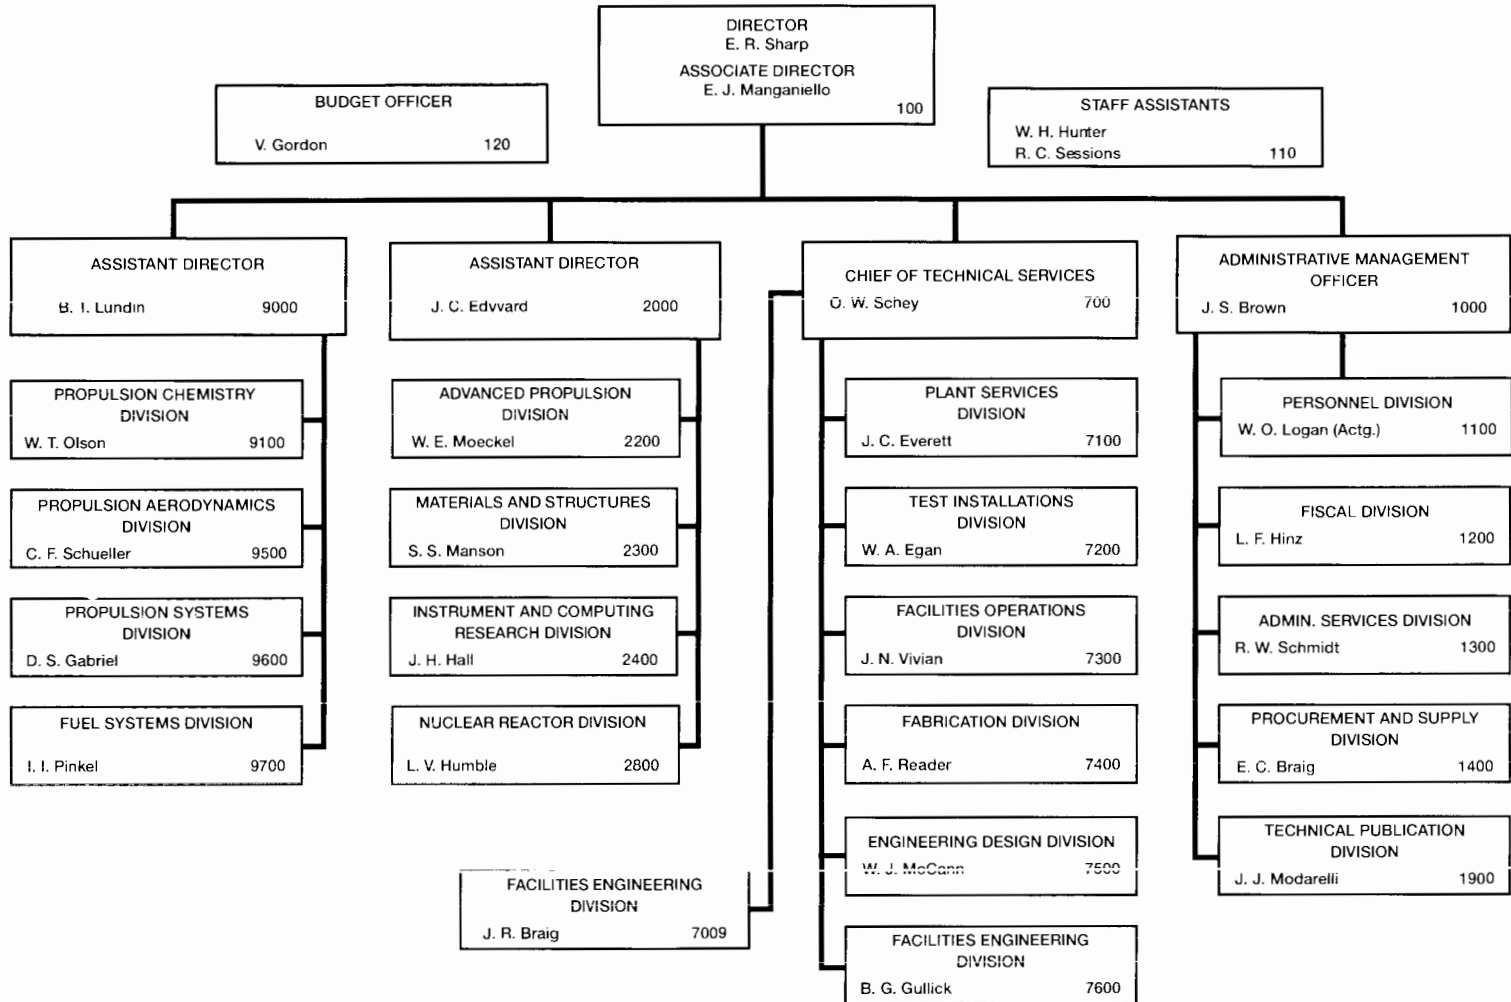 DIRECTOR
E. R. Sharp
ASSOCIATE DIRECTOR
E. J. Manganiello
100
BUDGET OFFICER
V. Gordon 120
STAFF ASSISTANTS
W. H. Hunter
R. C. Sessions 110
ASSISTANT DIRECTOR
B. I. Lundin 9000
PROPULSION CHEMISTRY
DIVISION
W. T. Olson 9100
PROPULSION AERODYNAMICS
DIVISION
C. F. Schueller 9500
PROPULSION SYSTEMS
DIVISION
D. S. Gabriel 9600
FUEL SYSTEMS DIVISION
I. I. Pinkel 9700
ASSISTANT DIRECTOR
J. C. Edvvard 2000
ADVANCED PROPULSION
DIVISION
W. E. Moeckel 2200
MATERIALS AND STRUCTURES
DIVISION
S. S. Manson 2300
INSTRUMENT AND COMPUTING
RESEARCH DIVISION
J. H. Hall 2400
NUCLEAR REACTOR DIVISION
L. V. Humble 2800
FACILITIES ENGINEERING
DIVISION
J. R. Braig 7009
CHIEF OF TECHNICAL SERVICES
O. W. Schey 700
PLANT SERVICES
DIVISION
J. C. Everett 7100
TEST INSTALLATIONS
DIVISION
W. A. Egan 7200
FACILITIES OPERATIONS
DIVISION
J. N. Vivian 7300
FABRICATION DIVISION
A. F. Reader 7400
ENGINEERING DESIGN DIVISION
W. J. McCann 7500
FACILITIES ENGINEERING
DIVISION
B. G. Gullick 7600
ADMINISTRATIVE MANAGEMENT
OFFICER
J. S. Brown 1000
PERSONNEL DIVISION
W. O. Logan (Actg.) 1100
FISCAL DIVISION
L. F. Hinz 1200
ADMIN. SERVICES DIVISION
R. W. Schmidt 1300
PROCUREMENT AND SUPPLY
DIVISION
E. C. Braig 1400
TECHNICAL PUBLICATION
DIVISION
J. J. Modarelli 1900